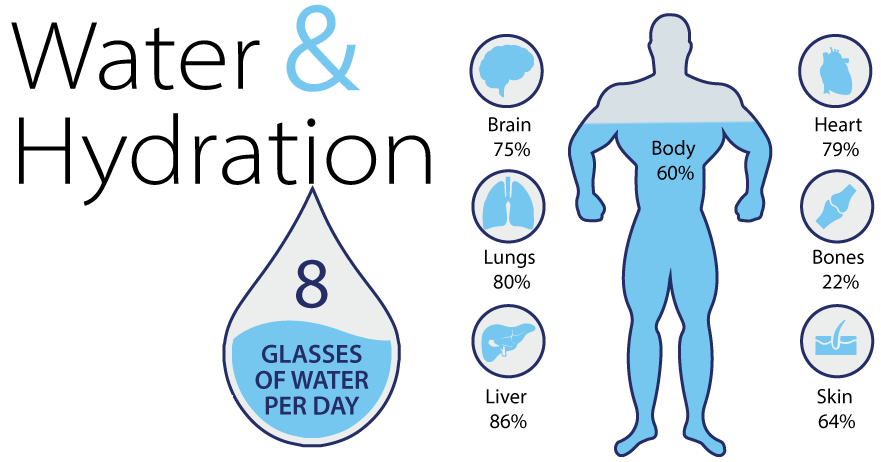 Water &
Hydration
8
GLASSES
OF WATER
PER DAY
Brain
75%
Lungs
80%
Liver
86%
Body
60%
Heart
79%
Bones
22%
Skin
64%